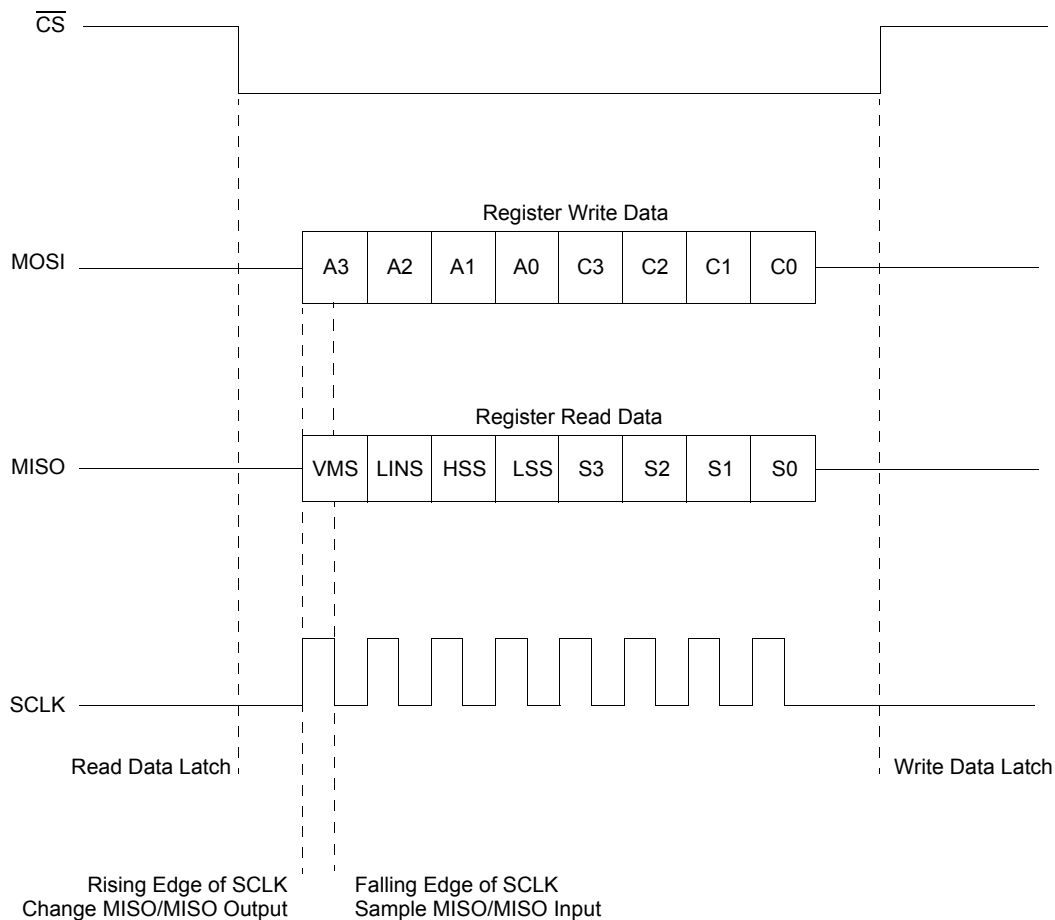 CS
Register Write Data
MOSI A3 A2 A1 A0 C3 C2 C1 C0
Register Read Data
MISO VMS LINS HSS LSS S3 S2 S1 S0
SCLK
Read Data Latch
Write Data Latch
Rising Edge of SCLK
Change MISO/MISO Output
Falling Edge of SCLK
Sample MISO/MISO Input